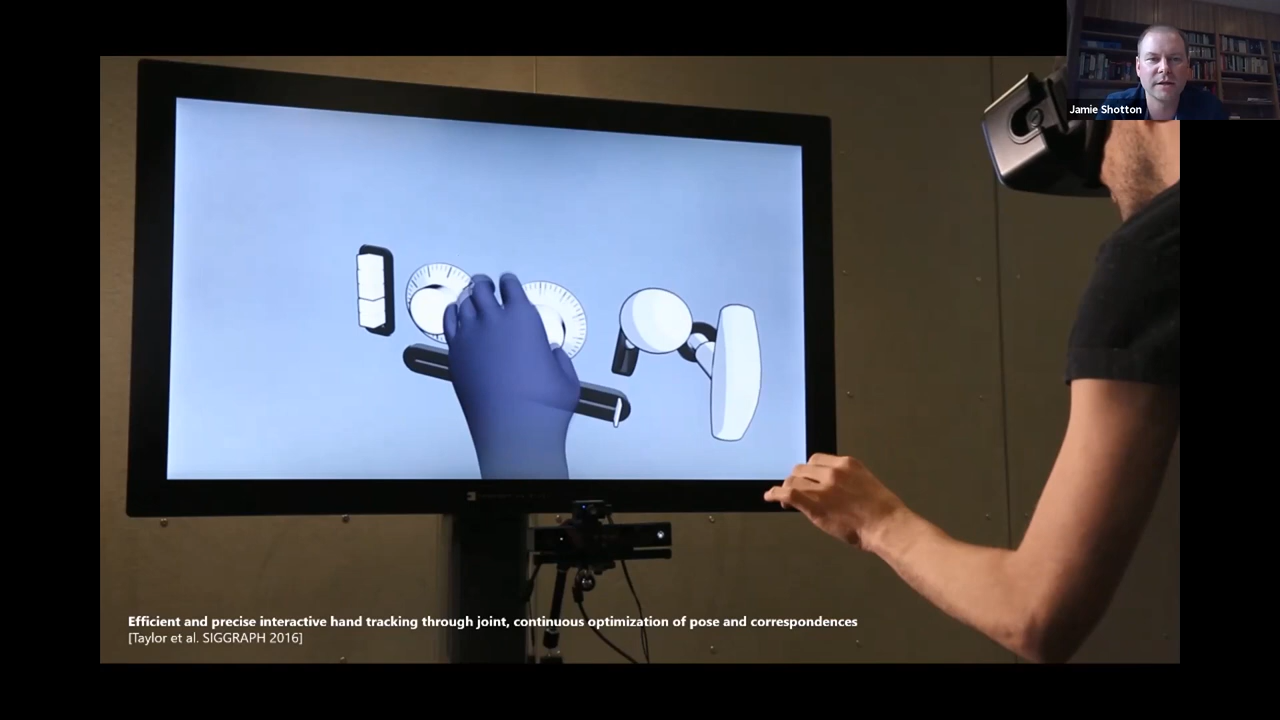 Jamie Shotton
Efficient and precise interactive hand tracking through joint, continuous optimization of pose and correspondences
[Taylor et al. SIGGRAPH 2016]